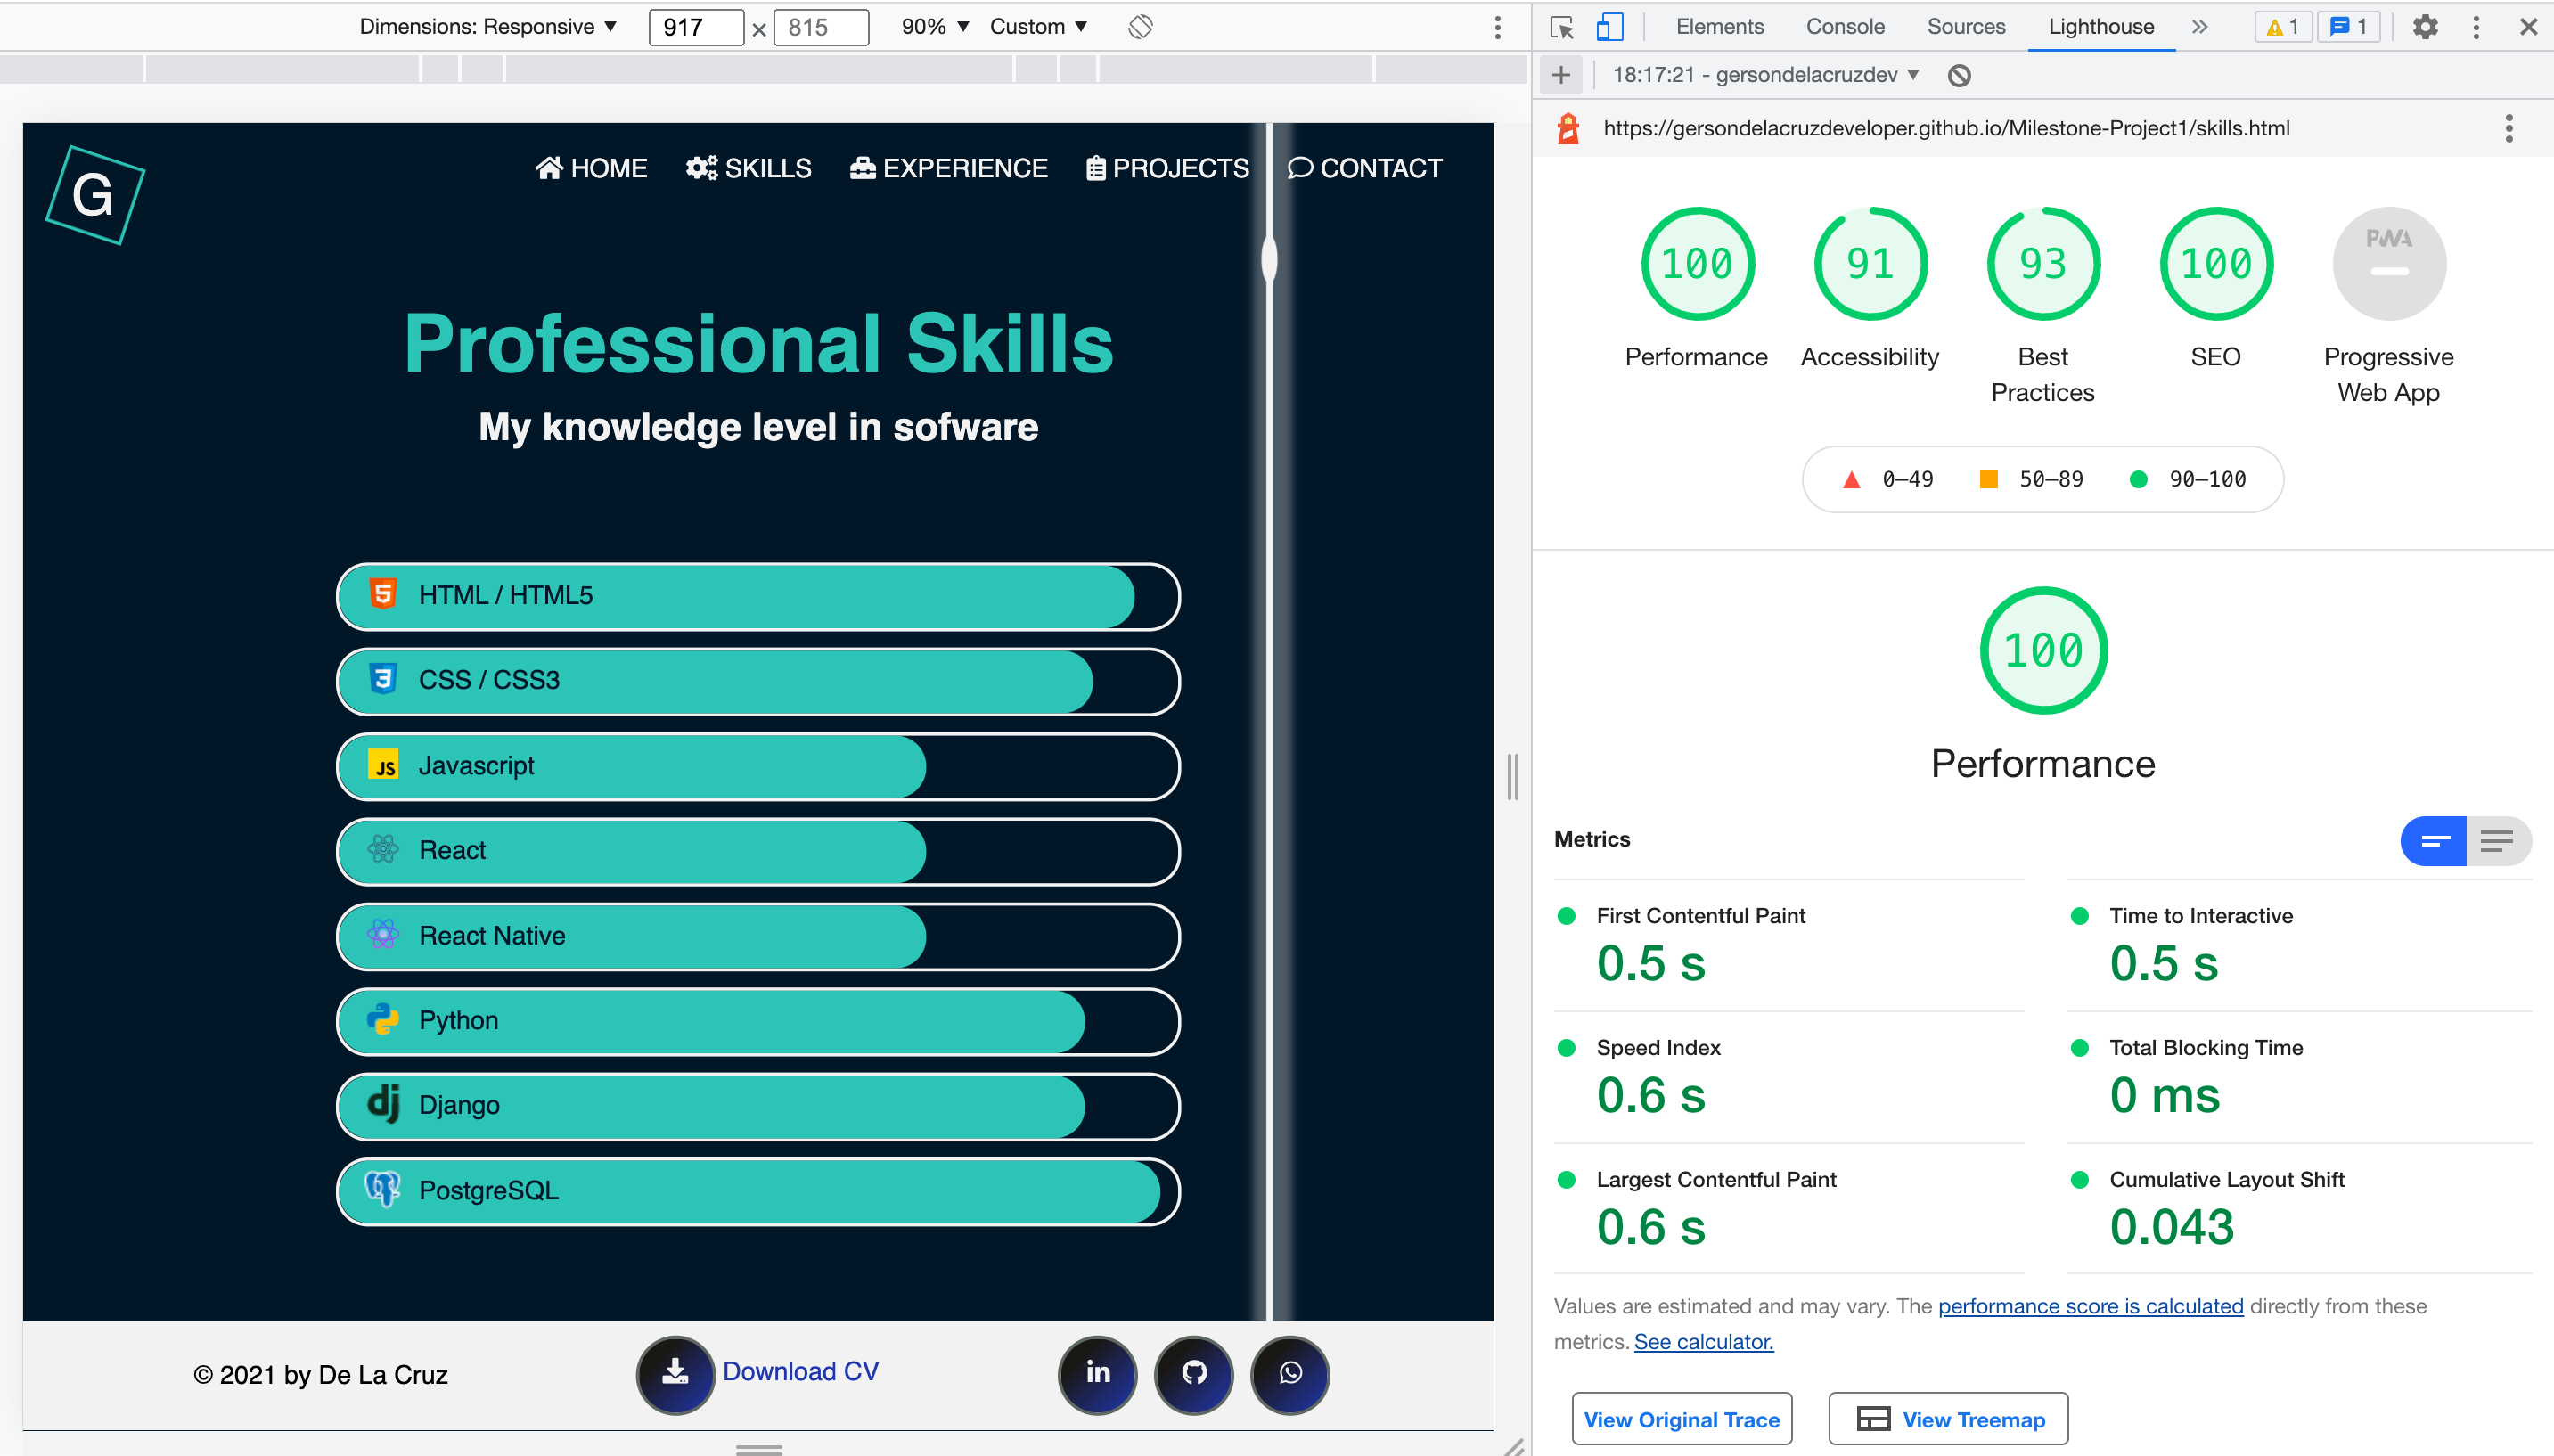 Dimensions: Responsive ▼ 917 × 815 90% ▼ Custom ▼
Elements Console Sources Lighthouse » 1 1
18:17:21 - gersondelacruzdev ▼
https://gersondelacruzdeveloper.github.io/Milestone-Project1/skills.html
G
HOME SKILLS EXPERIENCE PROJECTS CONTACT
Professional Skills
My knowledge level in sofware
5 HTML / HTML5
3 CSS / CSS3
JS Javascript
React
React Native
Python
dj Django
PostgreSQL
© 2021 by De La Cruz
Download CV
in
100 91 93 100 PWA
Performance Accessibility Best Practices SEO Progressive Web App
0–49 50–89 90–100
100
Performance
Metrics
First Contentful Paint
0.5 s
Time to Interactive
0.5 s
Speed Index
0.6 s
Total Blocking Time
0 ms
Largest Contentful Paint
0.6 s
Cumulative Layout Shift
0.043
Values are estimated and may vary. The performance score is calculated directly from these
metrics. See calculator.
View Original Trace View Treemap